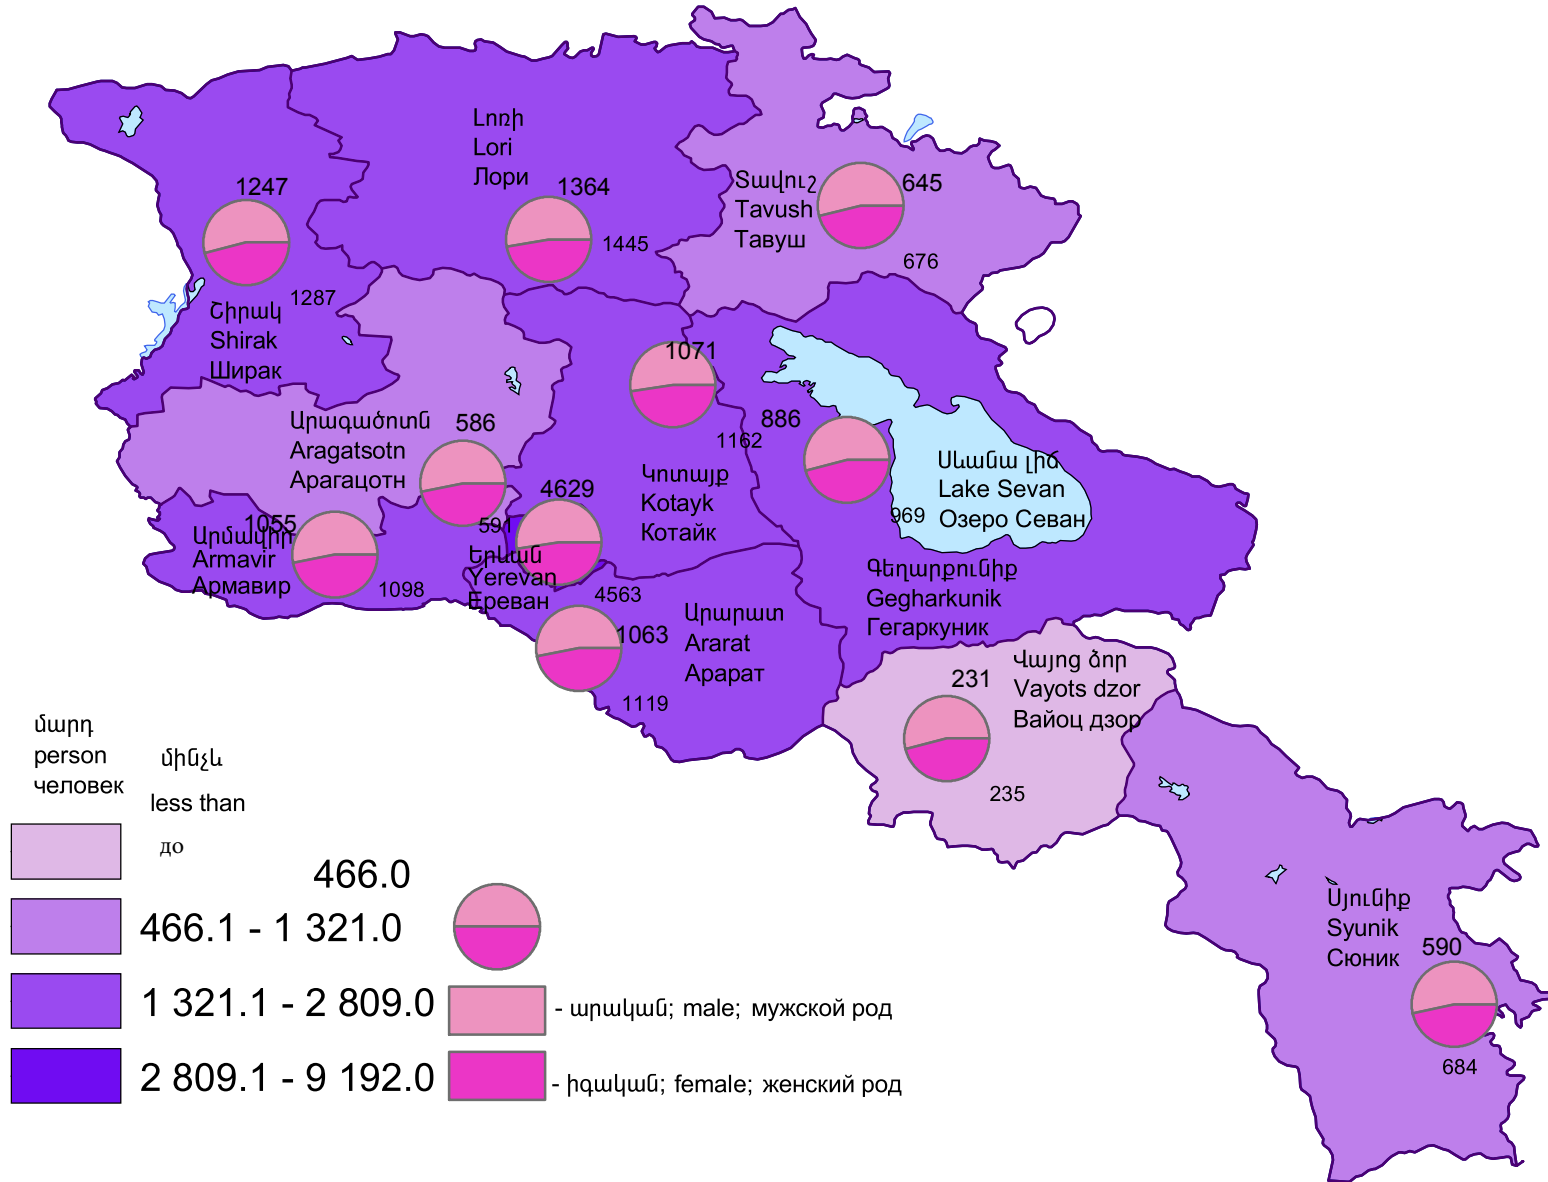 Լոռի
Lori
Лори
1364
1445
1247
1287
Շիրակ
Shirak
Ширак
Տավուշ
Tavush
Тавуш
645
676
Արագածոտն
Aragatsotn
Арагацотн
586
591
1071
1162
Կոտայք
Kotayk
Котайк
886
969
Սևանա լիճ
Lake Sevan
Озеро Севан
Գեղարքունիք
Gegharkunik
Гегаркуник
1055
Արմավիր
Armavir
Армавир
1098
4629
Երևան
Yerevan
Ереван
4563
1063
1119
Արարատ
Ararat
Арарат
231
235
Վայոց ձոր
Vayots dzor
Вайоц дзор
Սյունիք
Syunik
Сюник
590
684
մարդ
person
человек
մինչև
less than
до
466.0
466.1 - 1 321.0
1 321.1 - 2 809.0
2 809.1 - 9 192.0
- արական; male; мужской род
- իգական; female; женский род